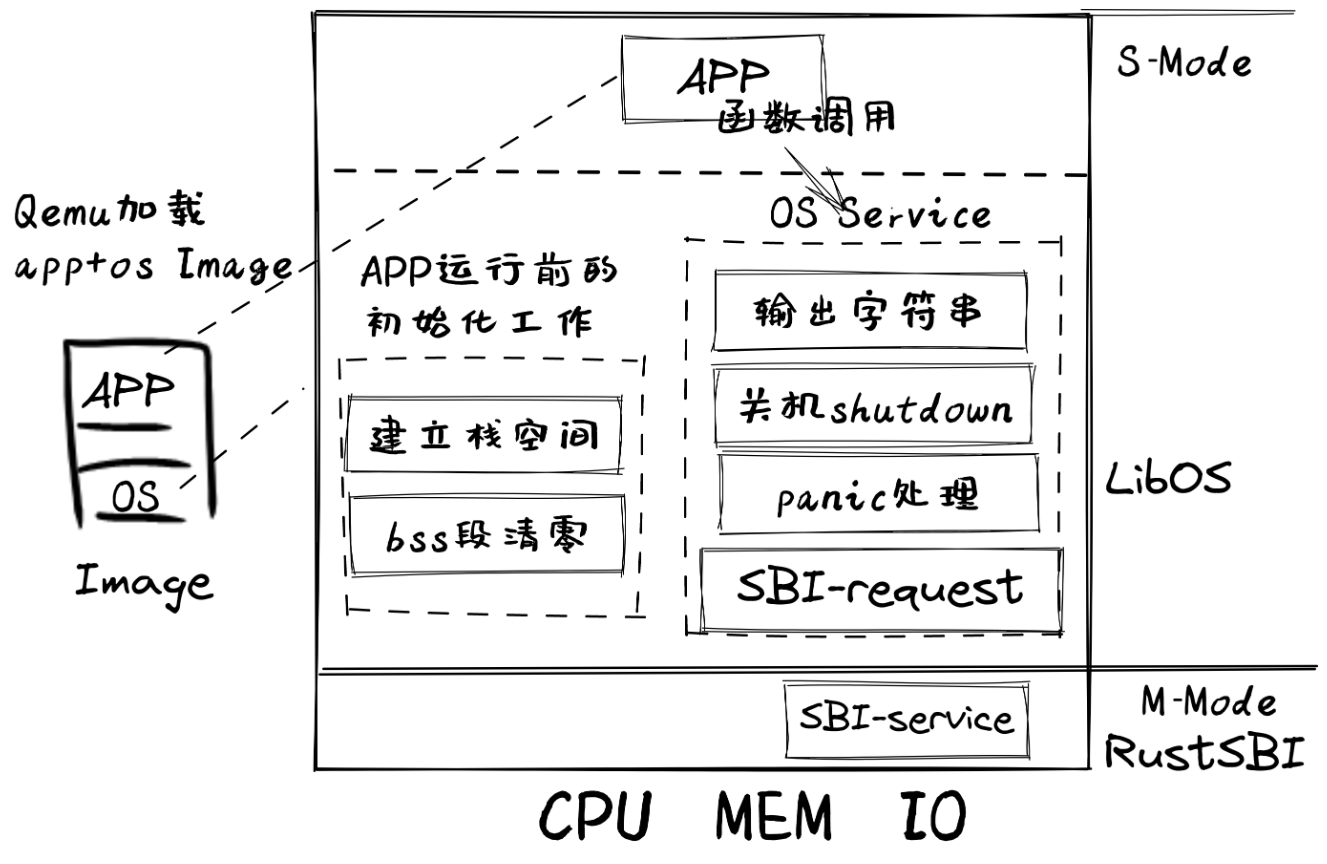 S-Mode
APP
函数调用
Qemu加载
app+os Image
OS Service
APP运行前的
初始化工作
输出字符串
关机shutdown
建立栈空间
panic处理
bss段清零
SBI-request
APP
OS
Image
LibOS
SBI-service
M-Mode
RustSBI
CPU MEM IO